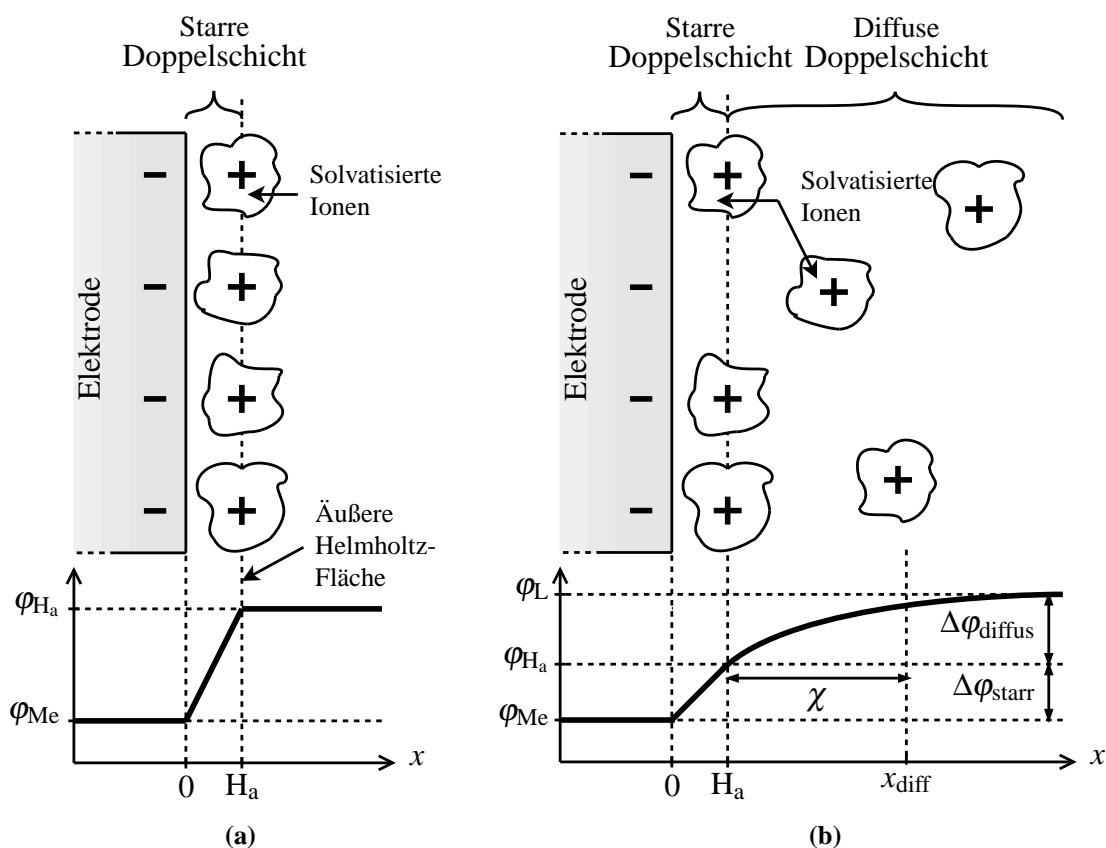 Starre
Doppelschicht
Elektrode
−
−
−
−
+
+
+
+
Solvatisierte
Ionen
Äußere
Helmholtz-
Fläche
φHa
φMe
0
Ha
x
(a)
Starre
Doppelschicht
Diffuse
Doppelschicht
Elektrode
−
−
−
−
+
+
+
+
Solvatisierte
Ionen
+
+
+
φL
φHa
φMe
Δφdiffus
Δφstarr
χ
0
Ha
xdiff
x
(b)